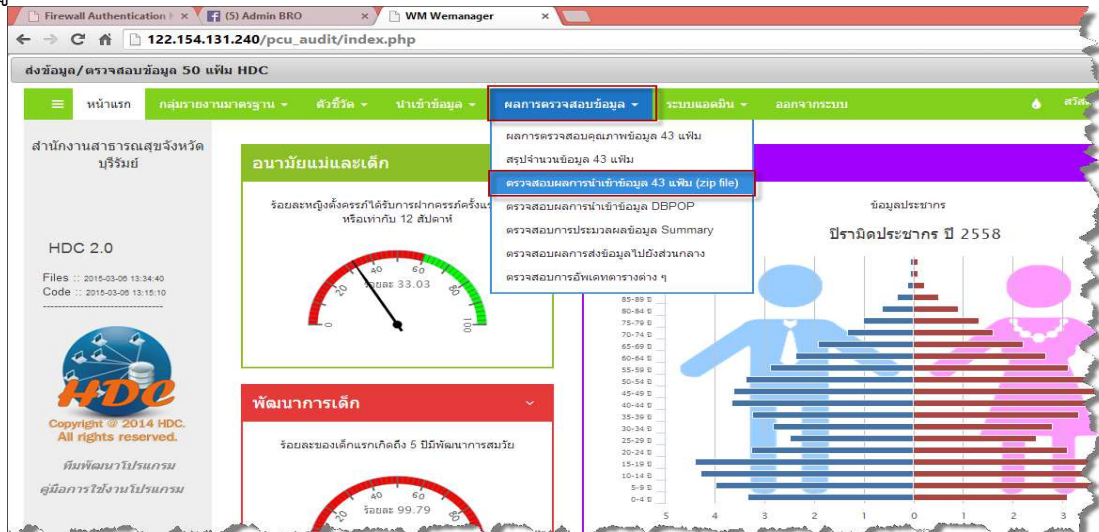 Firewall Authentication
(5) Admin BRO
WM Wemanager
122.154.131.240/pcu_audit/index.php
ส่งข้อมูล/ตรวจสอบข้อมูล 50 แฟ้ม HDC
หน้าแรก
กลุ่มรายงานมาตรฐาน
ตัวชี้วัด
นำเข้าข้อมูล
ผลการตรวจสอบข้อมูล
ระบบแอดมิน
ออกจากระบบ
ผลการตรวจสอบคุณภาพข้อมูล 43 แฟ้ม
สรุปจำนวนข้อมูล 43 แฟ้ม
ตรวจสอบผลการนำเข้าข้อมูล 43 แฟ้ม (zip file)
ตรวจสอบผลการนำเข้าข้อมูล DBPOP
ตรวจสอบการประมวลผลข้อมูล Summary
ตรวจสอบผลการส่งข้อมูลไปยังส่วนกลาง
ตรวจสอบการอัพเดทตารางต่าง ๆ
สำนักงานสาธารณสุขจังหวัด
บุรีรัมย์
HDC 2.0
Files :: 2015-03-06 13:34:40
Code :: 2015-03-06 13:15:10
HDC
Copyright @ 2014 HDC.
All rights reserved.
ทีมพัฒนาโปรแกรม
คู่มือการใช้งานโปรแกรม
อนามัยแม่และเด็ก
ร้อยละหญิงตั้งครรภ์ได้รับการฝากครรภ์ครั้งแรก
หรือเท่ากับ 12 สัปดาห์
0
20
40
60
80
100
ร้อยละ 33.03
พัฒนาการเด็ก
ร้อยละของเด็กแรกเกิดถึง 5 ปีมีพัฒนาการสมวัย
20
40
60
80
ร้อยละ 99.79
ข้อมูลประชากร
ปิรามิดประชากร ปี 2558
85-89 ปี
80-84 ปี
75-79 ปี
70-74 ปี
65-69 ปี
60-64 ปี
55-59 ปี
50-54 ปี
45-49 ปี
40-44 ปี
35-39 ปี
30-34 ปี
25-29 ปี
20-24 ปี
15-19 ปี
10-14 ปี
5-9 ปี
0-4 ปี
5 4 3 2 1 0 1 2 3